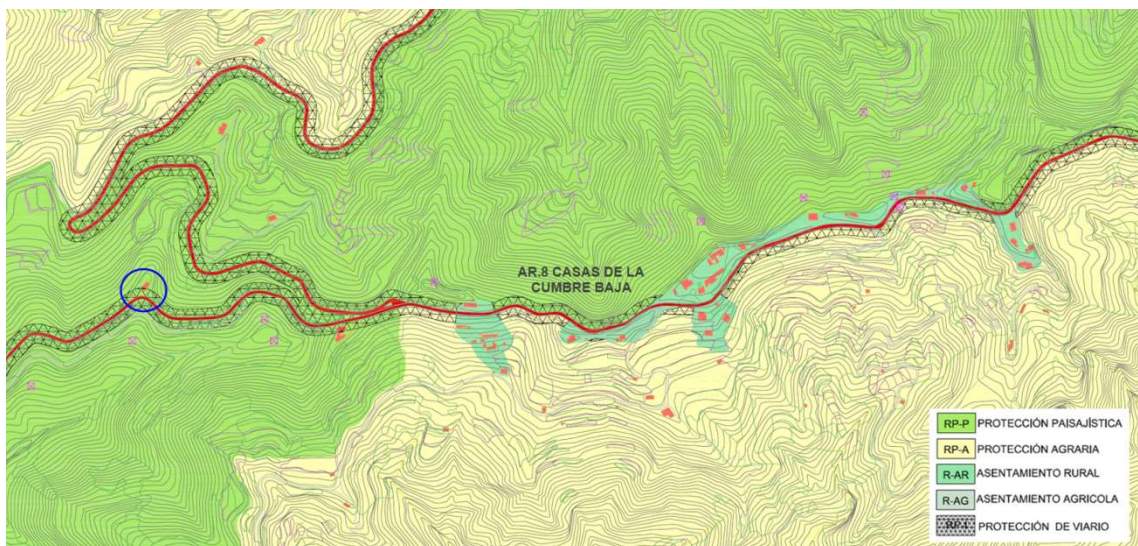 AR.8 CASAS DE LA
CUMBRE BAJA
RP-P PROTECCIÓN PAISAJÍSTICA
RP-A PROTECCIÓN AGRARIA
R-AR ASENTAMIENTO RURAL
R-AG ASENTAMIENTO AGRICOLA
PROTECCIÓN DE VIARIO